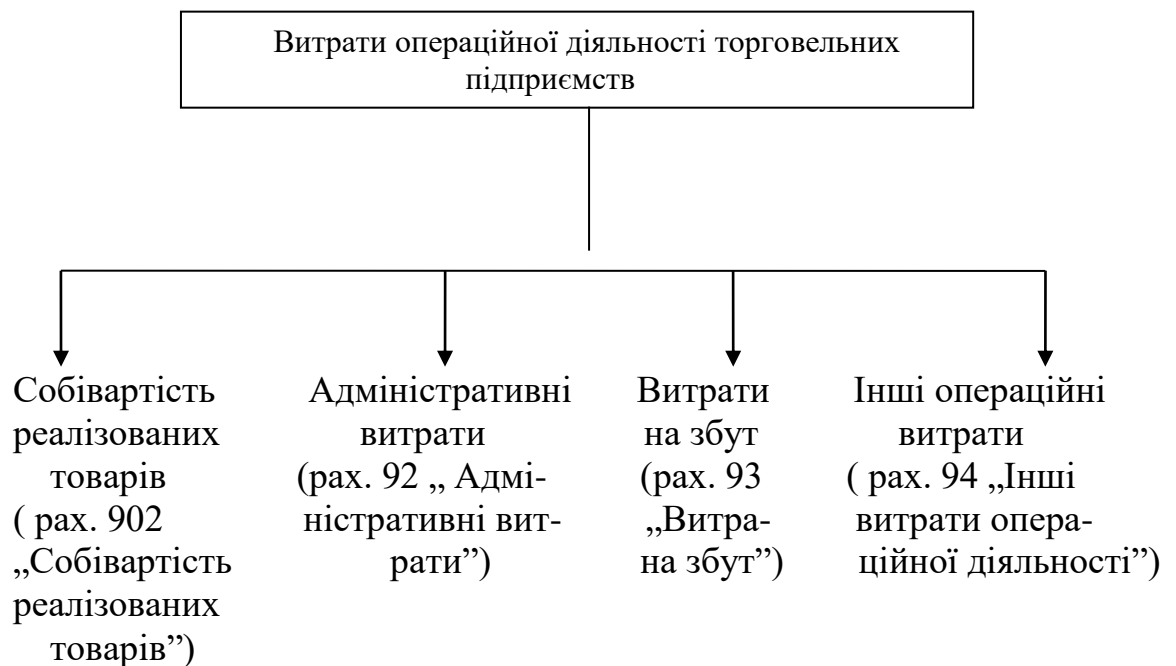 Витрати операційної діяльності торговельних
підприємств
Собівартість
реалізованих
товарів
( рах. 902
„Собівартість
реалізованих
товарів”)
Адміністративні
витрати
(рах. 92 „ Адмі-
ністративні вит-
рати”)
Витрати
на збут
(рах. 93
„Витра-
на збут”)
Інші операційні
витрати
( рах. 94 „Інші
витрати опера-
ційної діяльності”)